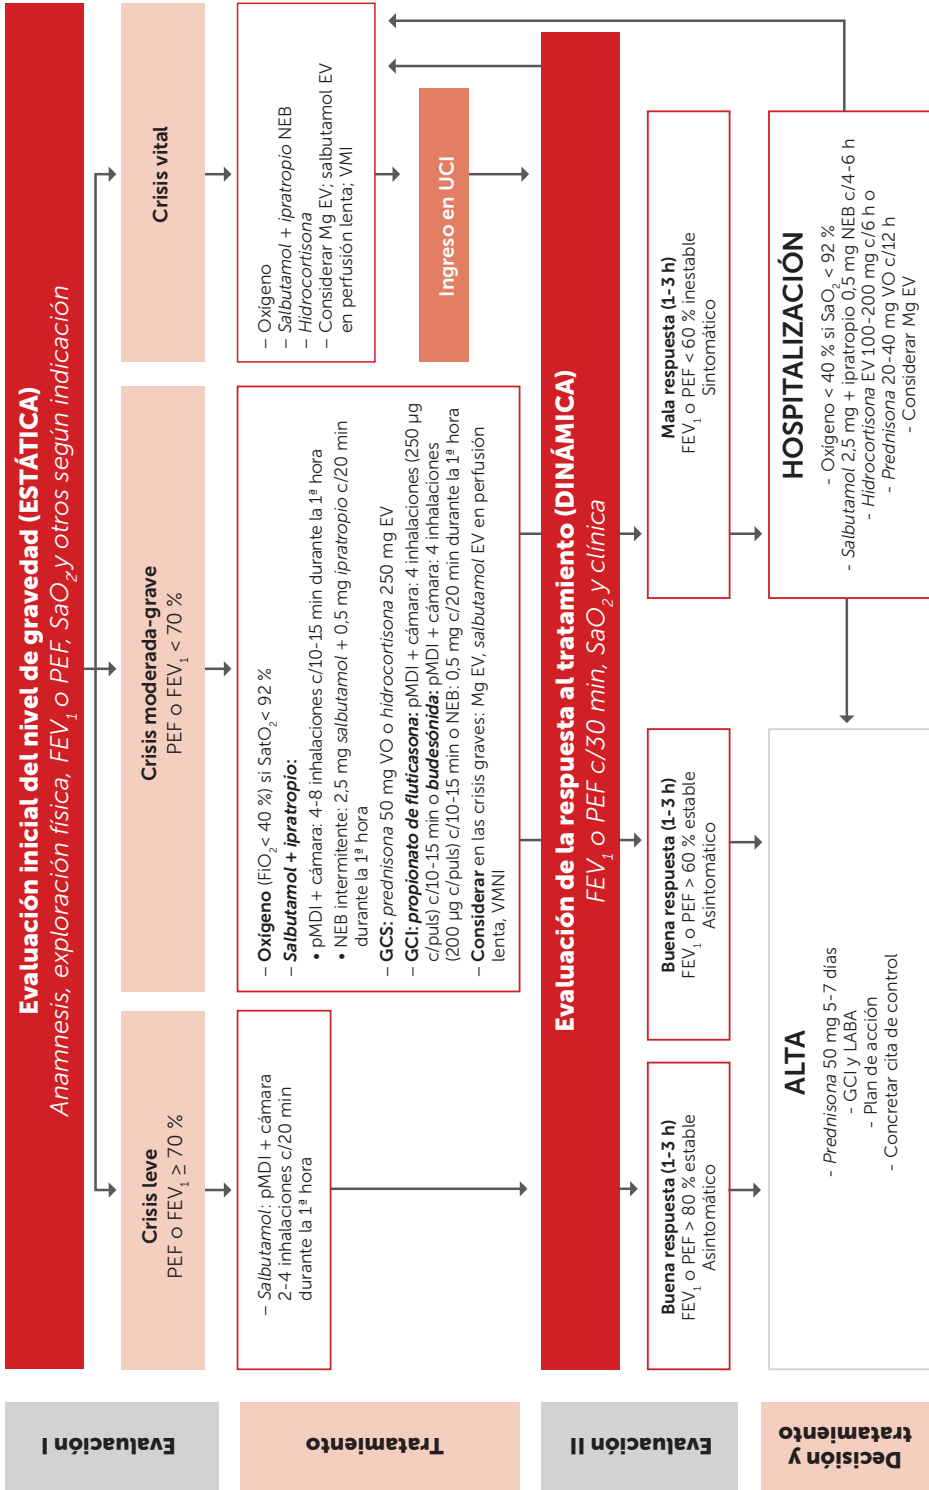 Evaluación I
Evaluación inicial del nivel de gravedad (ESTÁTICA)
Anamnesis, exploración física, FEV₁ o PEF, SaO₂ y otros según indicación
Crisis leve
PEF o FEV₁ ≥ 70 %
Crisis moderada-grave
PEF o FEV₁ < 70 %
Crisis vital
Tratamiento
– Salbutamol: pMDI + cámara
2-4 inhalaciones c/20 min
durante la 1ª hora
– Oxígeno (FiO₂< 40 %) si SatO₂< 92 %
– Salbutamol + ipratropio:
• pMDI + cámara: 4-8 inhalaciones c/10-15 min durante la 1ª hora
• NEB intermitente: 2,5 mg salbutamol + 0,5 mg ipratropio c/20 min
durante la 1ª hora
– GCS: prednisona 50 mg VO o hidrocortisona 250 mg EV
– GCI: propionato de fluticasona: pMDI + cámara: 4 inhalaciones (250 µg
c/puls) c/10-15 min o budesónida: pMDI + cámara: 4 inhalaciones
(200 µg c/puls) c/10-15 min o NEB: 0,5 mg c/20 min durante la 1ª hora
– Considerar en las crisis graves: Mg EV, salbutamol EV en perfusión
lenta, VMNI
– Oxígeno
– Salbutamol + ipratropio NEB
– Hidrocortisona
– Considerar Mg EV; salbutamol EV
en perfusión lenta; VMI
Ingreso en UCI
Evaluación II
Evaluación de la respuesta al tratamiento (DINÁMICA)
FEV₁ o PEF c/30 min, SaO₂ y clínica
Buena respuesta (1-3 h)
FEV₁ o PEF > 80 % estable
Asintomático
Buena respuesta (1-3 h)
FEV₁ o PEF > 60 % estable
Asintomático
Mala respuesta (1-3 h)
FEV₁ o PEF < 60 % inestable
Sintomático
Decisión y
tratamiento
ALTA
- Prednisona 50 mg 5-7 días
- GCI y LABA
- Plan de acción
- Concretar cita de control
HOSPITALIZACIÓN
- Oxígeno < 40 % si SaO₂ < 92 %
- Salbutamol 2,5 mg + ipratropio 0,5 mg NEB c/4-6 h
- Hidrocortisona EV 100-200 mg c/6 h o
- Prednisona 20-40 mg VO c/12 h
- Considerar Mg EV